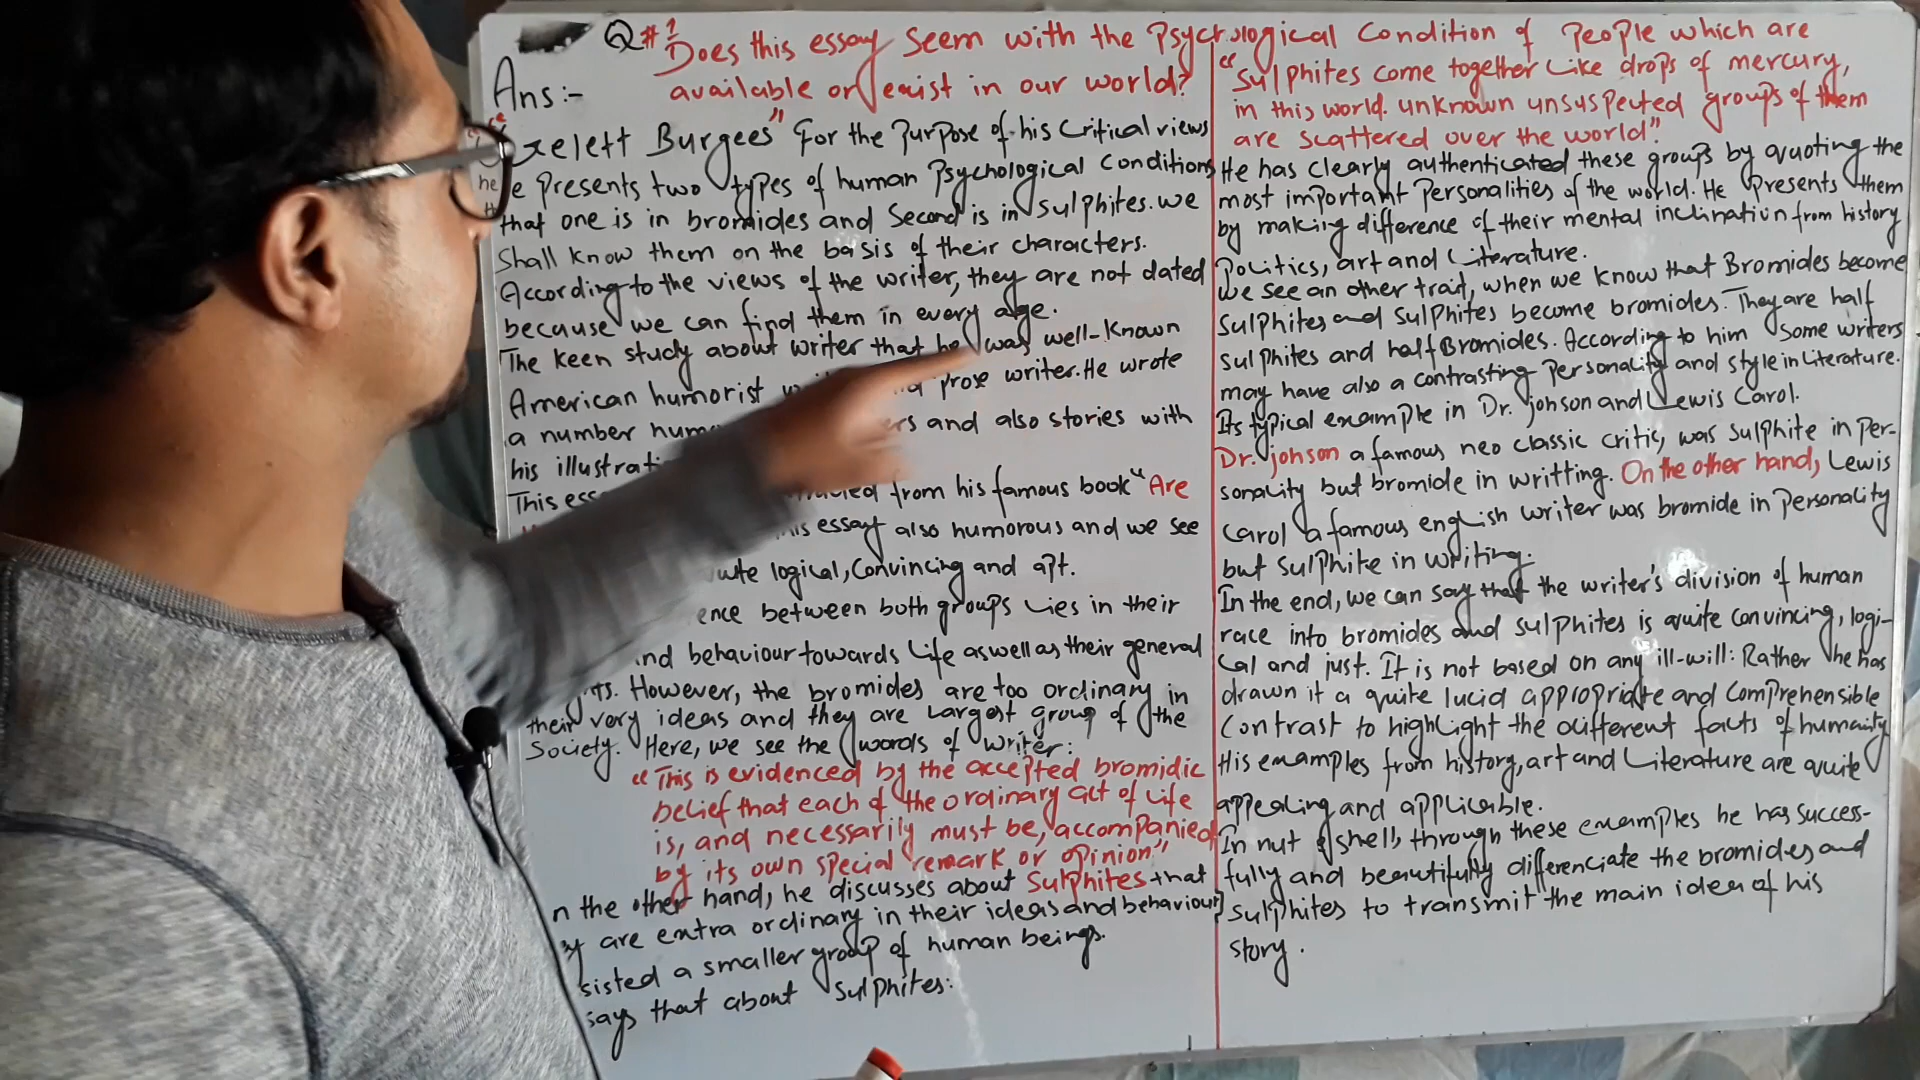 Q#1 Does this essay seem with the Psychological Condition of People which are
available or exist in our world?
Ans:-
Gelett Burgees" For the Purpose of his Critical views
he Presents two types of human Psychological Conditions
that one is in bromides and Second is in sulphites. we
Shall know them on the basis of their characters.
According to the views of the writer, they are not dated
because we can find them in every age.
The keen study about writer that he was well-known
American humorist prose writer. He wrote
a number and also stories with
his
This from his famous book "Are
essay also humorous and we see
logical, Convincing and apt.
between both groups Lies in their
behaviour towards Life aswell as their general
However, the bromides are too ordinary in
their very ideas and they are Largest group of the
Society. Here, we see the words of writer:
"This is evidenced by the accepted bromidic
belief that each of the ordinary act of Life
is, and necessarily must be, accompanied
by its own special remark or opinion"
n the other hand, he discusses about Sulphites that
y are extra ordinary in their ideas and behaviour
sisted a smaller group of human beings.
says that about Sulphites:
"Sulphites come together Like drops of mercury,
in this world. unknown unsuspected groups of them
are scattered over the world".
He has clearly authenticated these groups by quoting the
most important Personalities of the world. He Presents them
by making difference of their mental inclination from history
Politics, art and Literature.
We see an other trait, when we know that Bromides become
Sulphites and Sulphites become bromides. They are half
sulphites and half Bromides. According to him Some writers
may have also a contrasting Personality and style in Literature.
Its typical example in Dr. johson and Lewis Carol.
Dr. johson a famous neo classic critic, was sulphite in Per-
sonality but bromide in writting. On the other hand, Lewis
Carol a famous english writer was bromide in Personality
but sulphite in writing.
In the end, we can say that the writer's division of human
race into bromides and sulphites is quite convincing, logi-
Cal and just. It is not based on any ill-will: Rather he has
drawn it a quite lucid appropriate and comprehensible
Contrast to highLight the different facts of humanity
His examples from history, art and Literature are quite
appealing and applicable.
In nut shell, through these examples he has success-
fully and beautifully differenciate the bromides and
Sulphites to transmit the main idea of his
story.